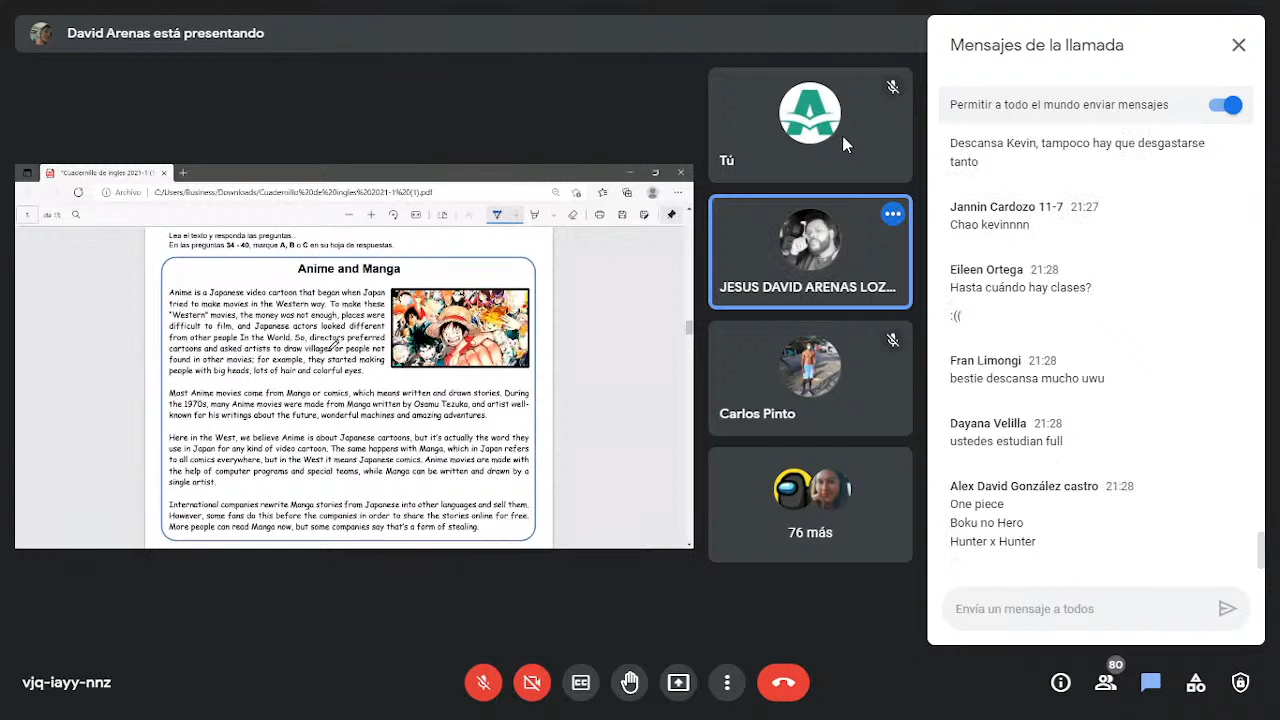 David Arenas está presentando
*Cuadernillo de ingles 2021-1 (1).
Archivo
C:/Users/Business/Downloads/Cuadernillo%20de%20ingles%202021-1%20(1).pdf
de 13
Lea el texto y responda las preguntas..
En las preguntas 34 - 40, marque A, B o C en su hoja de respuestas.
Anime and Manga
Anime is a Japanese video cartoon that began when Japan
tried to make movies in the Western way. To make these
“Western” movies, the money was not enough, places were
difficult to film, and Japanese actors looked different
from other people In the World. So, directors preferred
cartoons and asked artists to draw villages or people not
found in other movies; for example, they started making
people with big heads, lots of hair and colorful eyes.
Most Anime movies come from Manga or comics, which means written and drawn stories. During
the 1970s, many Anime movies were made from Manga written by Osamu Tezuka, and artist well-
known for his writings about the future, wonderful machines and amazing adventures.
Here in the West, we believe Anime is about Japanese cartoons, but it's actually the word they
use in Japan for any kind of video cartoon. The same happens with Manga, which in Japan refers
to all comics everywhere, but in the West it means Japanese comics. Anime movies are made with
the help of computer programs and special teams, while Manga can be written and drawn by a
single artist.
International companies rewrite Manga stories from Japanese into other languages and sell them.
However, some fans do this before the companies in order to share the stories online for free.
More people can read Manga now, but some companies say that's a form of stealing.
Tú
JESUS DAVID ARENAS LOZ...
Carlos Pinto
76 más
Mensajes de la llamada
Permitir a todo el mundo enviar mensajes
Descansa Kevin, tampoco hay que desgastarse
tanto
Jannin Cardozo 11-7 21:27
Chao kevinnnn
Eileen Ortega 21:28
Hasta cuándo hay clases?
:((
Fran Limongi 21:28
bestie descansa mucho uwu
Dayana Velilla 21:28
ustedes estudian full
Alex David González castro 21:28
One piece
Boku no Hero
Hunter x Hunter
Envía un mensaje a todos
vjq-iayy-nnz
80